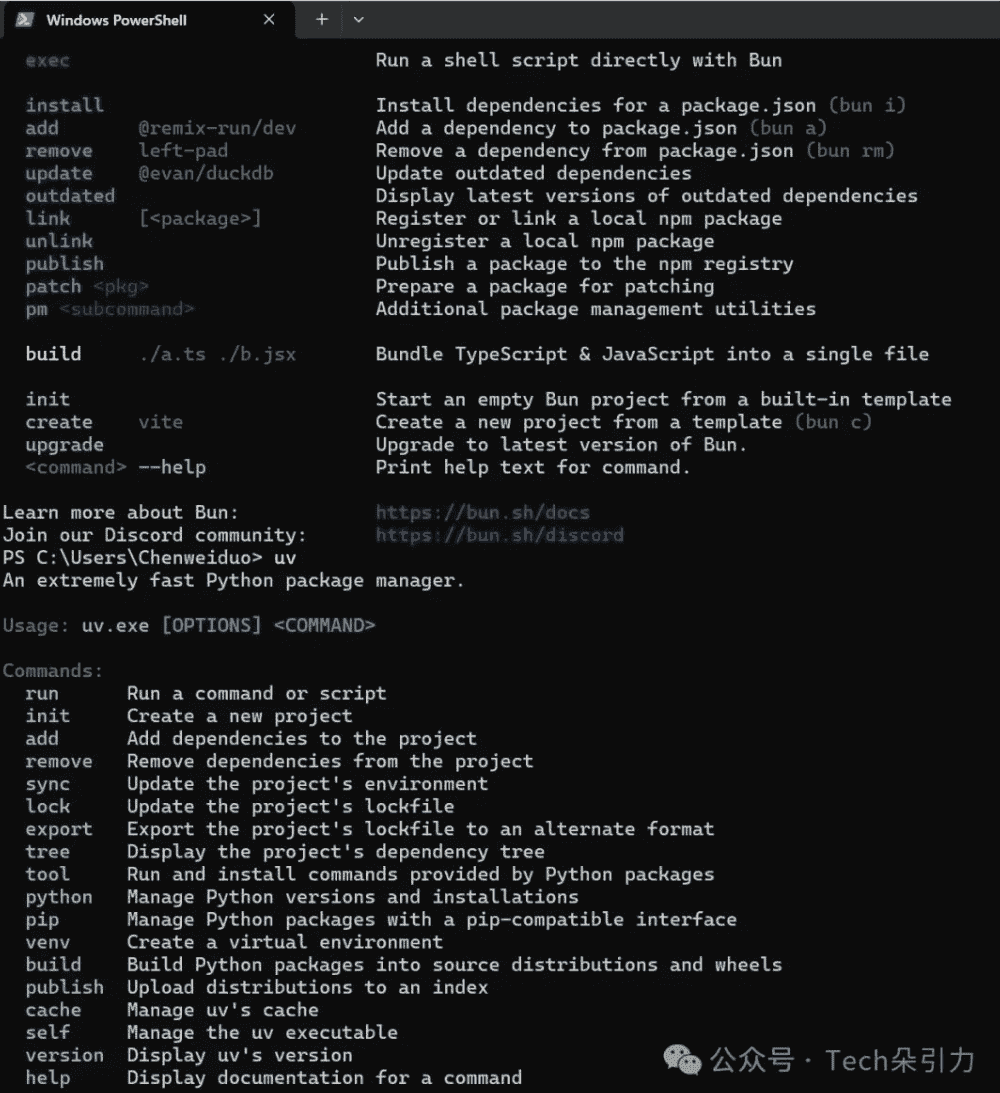 Windows PowerShell
exec Run a shell script directly with Bun
install Install dependencies for a package.json (bun i)
add @remix-run/dev Add a dependency to package.json (bun a)
remove left-pad Remove a dependency from package.json (bun rm)
update @evan/duckdb Update outdated dependencies
outdated Display latest versions of outdated dependencies
link [<package>] Register or link a local npm package
unlink Unregister a local npm package
publish Publish a package to the npm registry
patch <pkg> Prepare a package for patching
pm <subcommand> Additional package management utilities
build ./a.ts ./b.jsx Bundle TypeScript & JavaScript into a single file
init Start an empty Bun project from a built-in template
create vite Create a new project from a template (bun c)
upgrade Upgrade to latest version of Bun.
<command> --help Print help text for command.
Learn more about Bun: https://bun.sh/docs
Join our Discord community: https://bun.sh/discord
PS C:\Users\Chenweiduo> uv
An extremely fast Python package manager.
Usage: uv.exe [OPTIONS] <COMMAND>
Commands:
run Run a command or script
init Create a new project
add Add dependencies to the project
remove Remove dependencies from the project
sync Update the project's environment
lock Update the project's lockfile
export Export the project's lockfile to an alternate format
tree Display the project's dependency tree
tool Run and install commands provided by Python packages
python Manage Python versions and installations
pip Manage Python packages with a pip-compatible interface
venv Create a virtual environment
build Build Python packages into source distributions and wheels
publish Upload distributions to an index
cache Manage uv's cache
self Manage the uv executable
version Display uv's version
help Display documentation for a command
公众号 · Tech朵引力